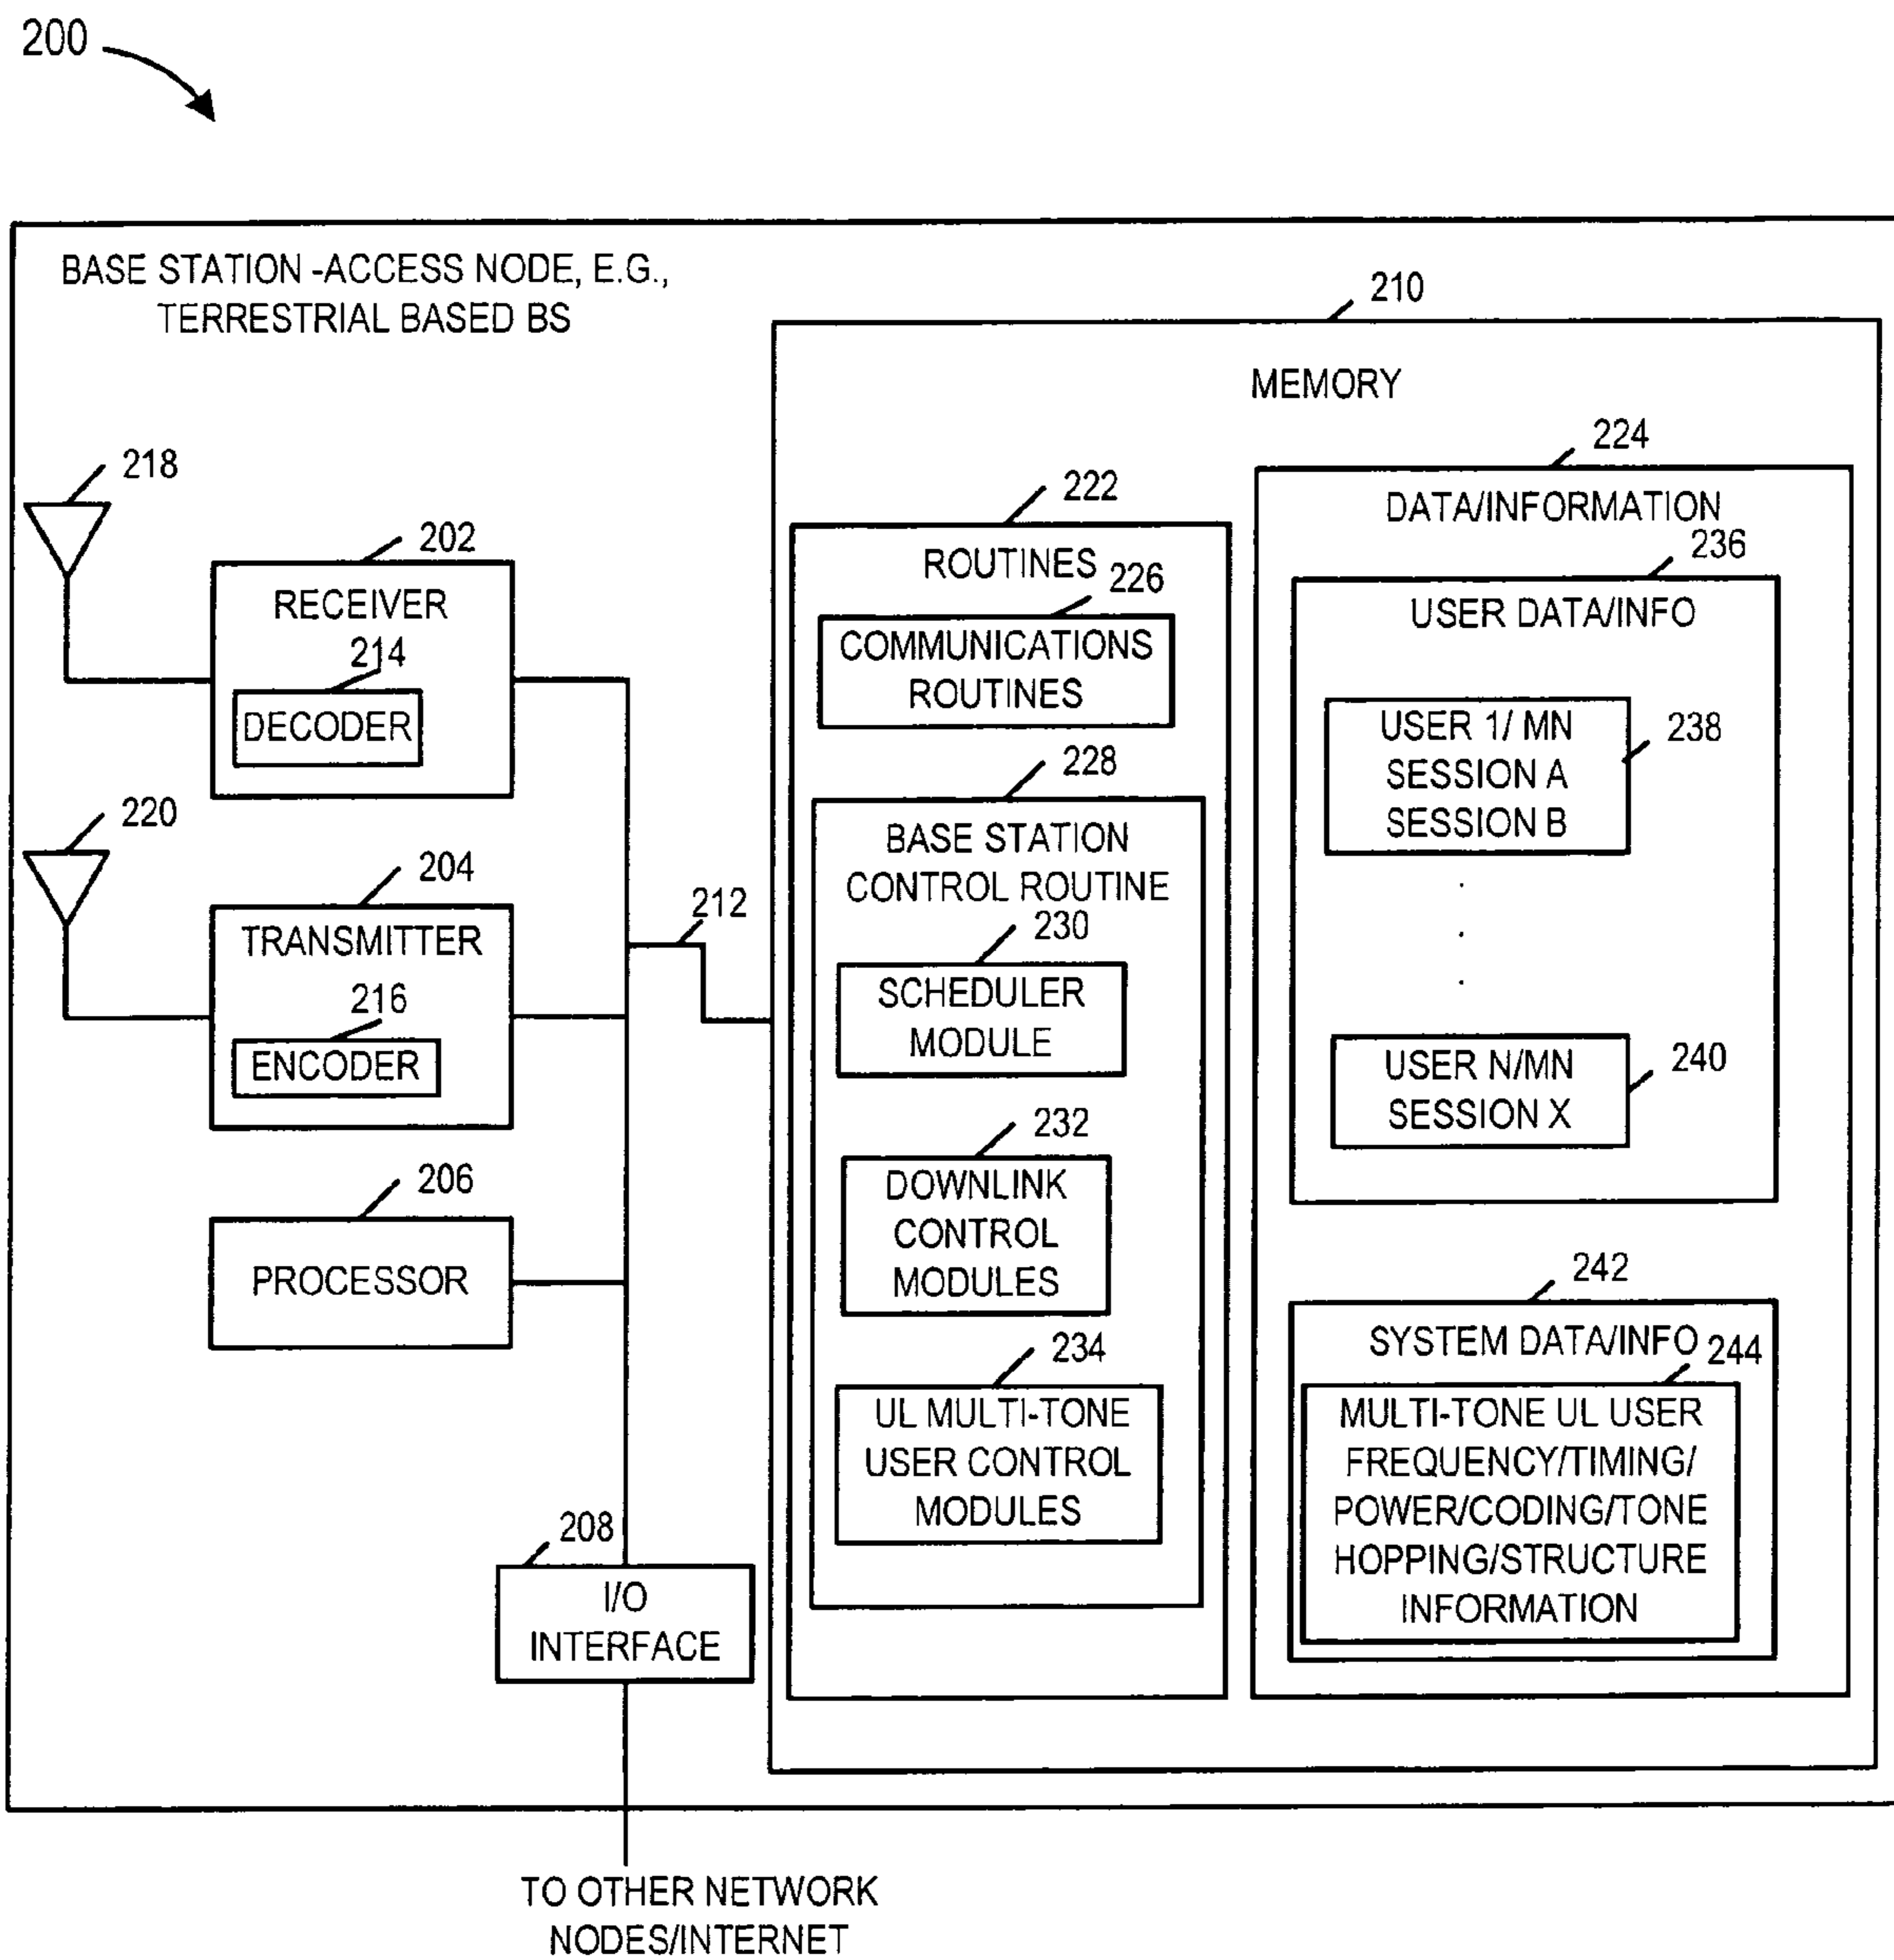 200
BASE STATION -ACCESS NODE, E.G.,
TERRESTRIAL BASED BS
218
202
RECEIVER
214
DECODER
220
204
TRANSMITTER
216
ENCODER
206
PROCESSOR
212
208
I/O
INTERFACE
TO OTHER NETWORK
NODES/INTERNET
210
MEMORY
222
ROUTINES
226
COMMUNICATIONS
ROUTINES
228
BASE STATION
CONTROL ROUTINE
230
SCHEDULER
MODULE
232
DOWNLINK
CONTROL
MODULES
234
UL MULTI-TONE
USER CONTROL
MODULES
224
DATA/INFORMATION
236
USER DATA/INFO
USER 1/ MN
SESSION A
SESSION B
238
.
.
.
USER N/MN
SESSION X
240
242
SYSTEM DATA/INFO
244
MULTI-TONE UL USER
FREQUENCY/TIMING/
POWER/CODING/TONE
HOPPING/STRUCTURE
INFORMATION